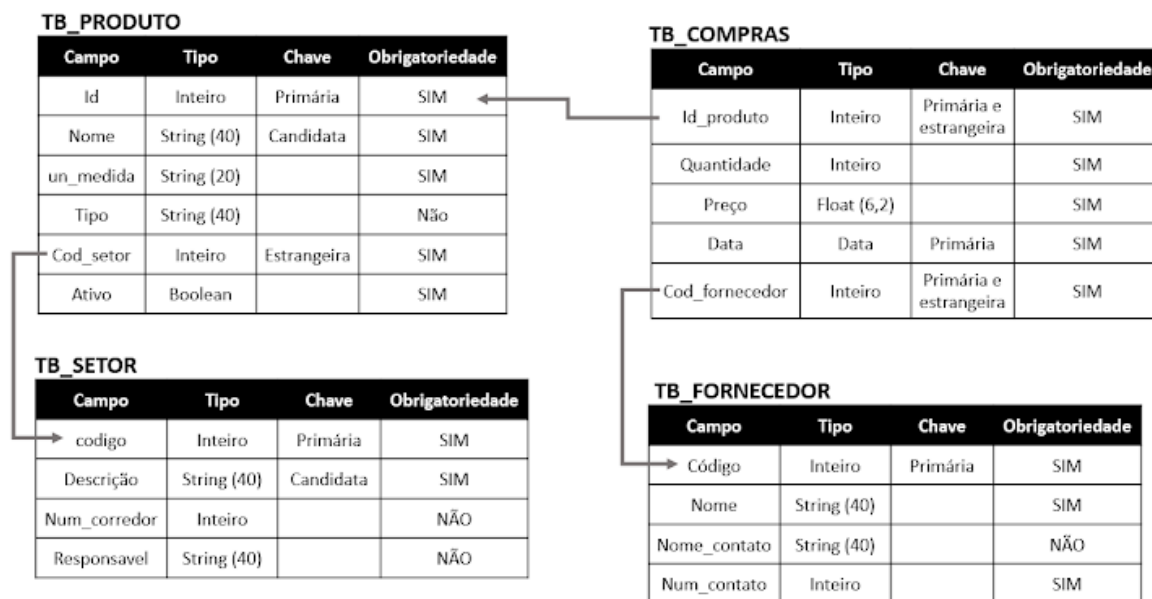 TB_PRODUTO
Campo Tipo Chave Obrigatoriedade
Id Inteiro Primária SIM
Nome String (40) Candidata SIM
un_medida String (20) SIM
Tipo String (40) Não
Cod_setor Inteiro Estrangeira SIM
Ativo Boolean SIM
TB_COMPRAS
Campo Tipo Chave Obrigatoriedade
Id_produto Inteiro Primária e estrangeira SIM
Quantidade Inteiro SIM
Preço Float (6,2) SIM
Data Data Primária SIM
Cod_fornecedor Inteiro Primária e estrangeira SIM
TB_SETOR
Campo Tipo Chave Obrigatoriedade
codigo Inteiro Primária SIM
Descrição String (40) Candidata SIM
Num_corredor Inteiro NÃO
Responsavel String (40) NÃO
TB_FORNECEDOR
Campo Tipo Chave Obrigatoriedade
Código Inteiro Primária SIM
Nome String (40) SIM
Nome_contato String (40) NÃO
Num_contato Inteiro SIM